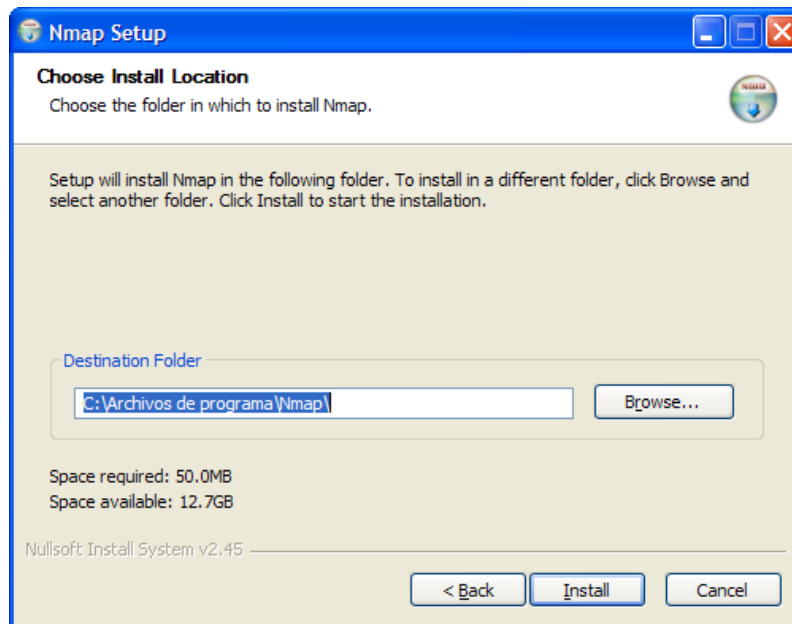 Nmap Setup
Choose Install Location
Choose the folder in which to install Nmap.
Setup will install Nmap in the following folder. To install in a different folder, click Browse and
select another folder. Click Install to start the installation.
Destination Folder
C:\Archivos de programa\Nmap\
Browse...
Space required: 50.0MB
Space available: 12.7GB
Nullsoft Install System v2.45
< Back
Install
Cancel